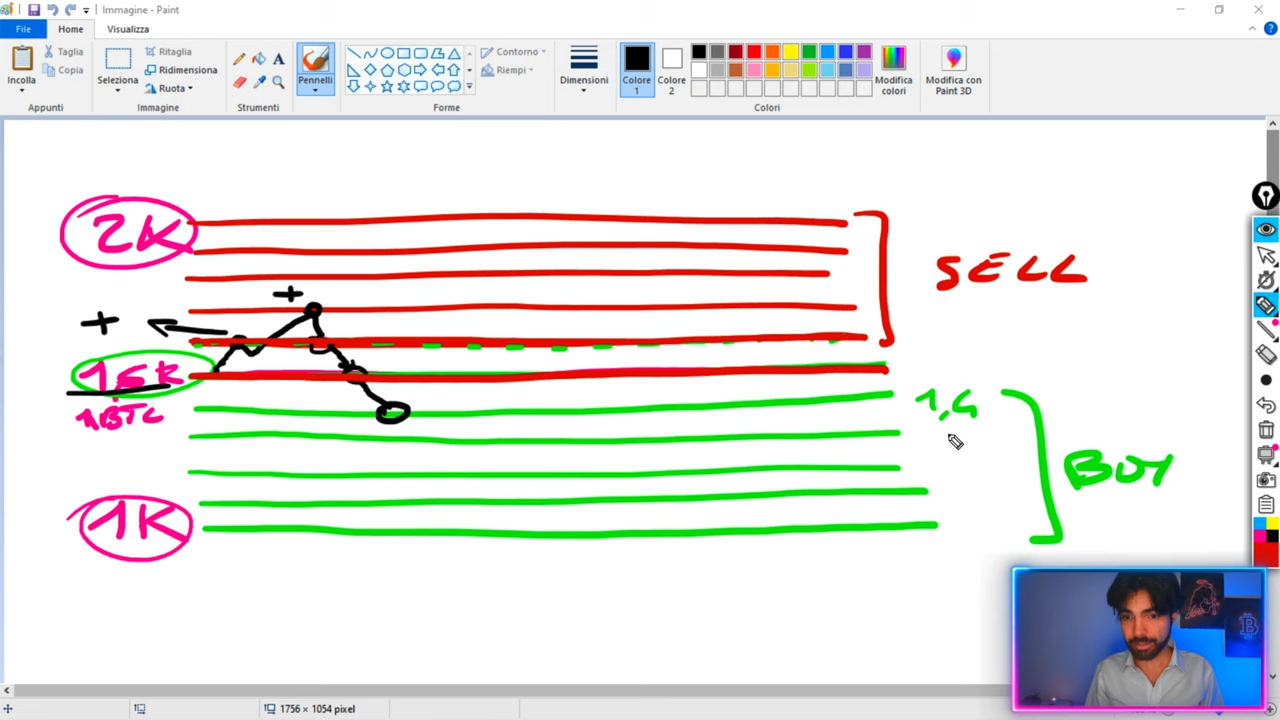 Immagine - Paint
File
Home
Visualizza
Incolla
Taglia
Copia
Appunti
Seleziona
Ritaglia
Ridimensiona
Ruota
Immagine
Strumenti
Pennelli
Contorno
Riempi
Forme
Dimensioni
Colore 1
Colore 2
Modifica colori
Colori
Modifica con Paint 3D
2K
SELL
+
+
1,5K
1 BTC
1,4
BUY
1K
1756 × 1054 pixel